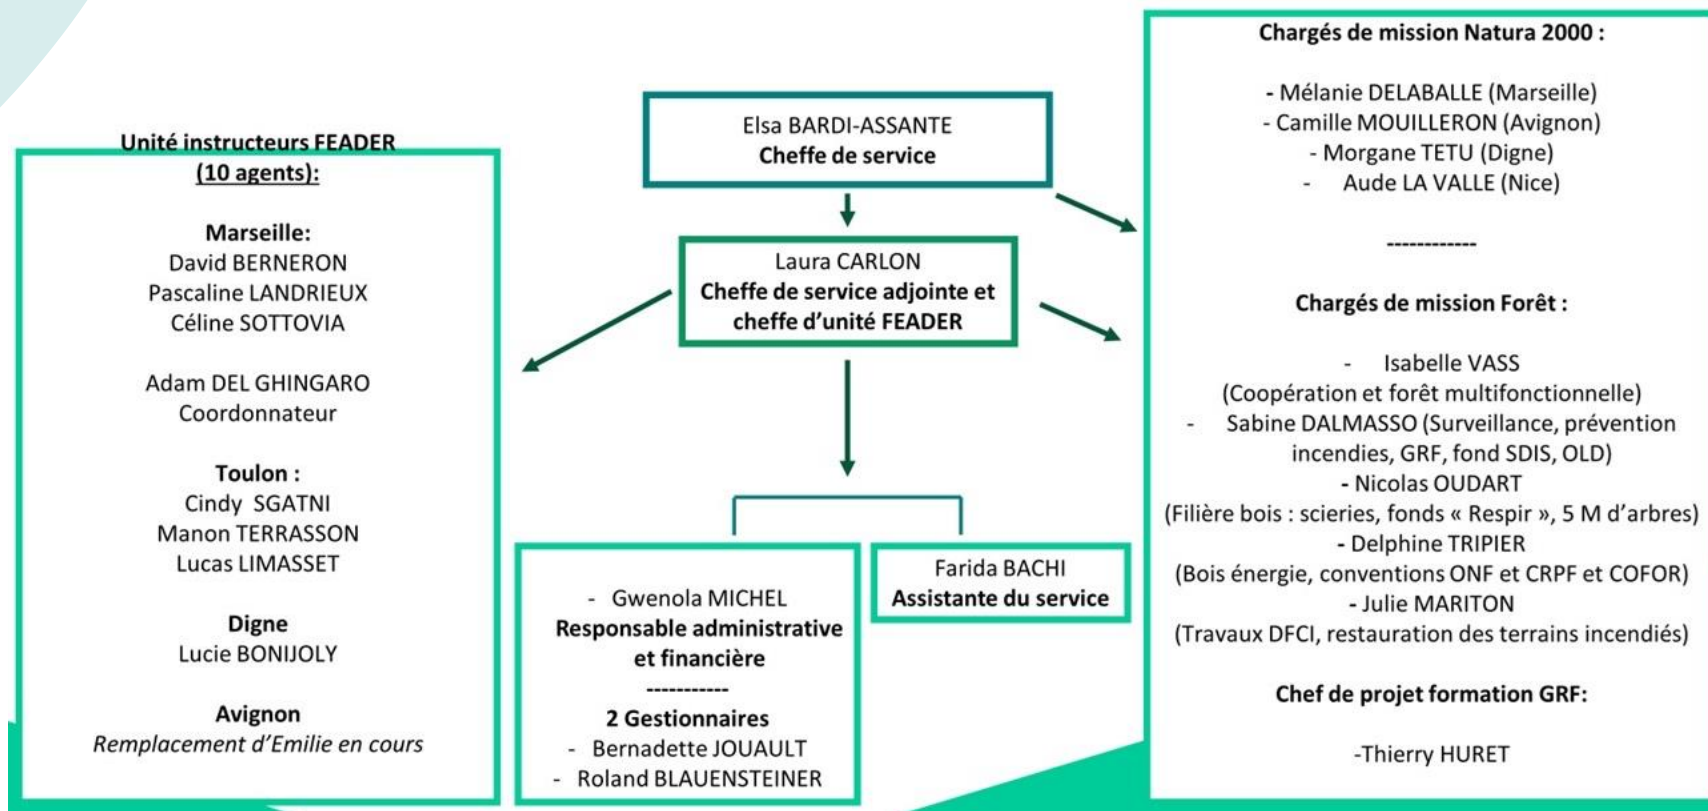 Elsa BARDI-ASSANTE
Cheffe de service
Laura CARLON
Cheffe de service adjointe et
cheffe d'unité FEADER
Unité instructeurs FEADER
(10 agents):
Marseille:
David BERNERON
Pascaline LANDRIEUX
Céline SOTTOVIA
Adam DEL GHINGARO
Coordonnateur
Toulon :
Cindy SGATNI
Manon TERRASSON
Lucas LIMASSET
Digne
Lucie BONIJOLY
Avignon
Remplacement d'Emilie en cours
- Gwenola MICHEL
Responsable administrative
et financière
-----------
2 Gestionnaires
- Bernadette JOUAULT
- Roland BLAUENSTEINER
Farida BACHI
Assistante du service
Chargés de mission Natura 2000 :
- Mélanie DELABALLE (Marseille)
- Camille MOUILLERON (Avignon)
- Morgane TETU (Digne)
- Aude LA VALLE (Nice)
------------
Chargés de mission Forêt :
- Isabelle VASS
(Coopération et forêt multifonctionnelle)
- Sabine DALMASSO (Surveillance, prévention
incendies, GRF, fond SDIS, OLD)
- Nicolas OUDART
(Filière bois : scieries, fonds « Respir », 5 M d'arbres)
- Delphine TRIPIER
(Bois énergie, conventions ONF et CRPF et COFOR)
- Julie MARITON
(Travaux DFCI, restauration des terrains incendiés)
Chef de projet formation GRF:
-Thierry HURET